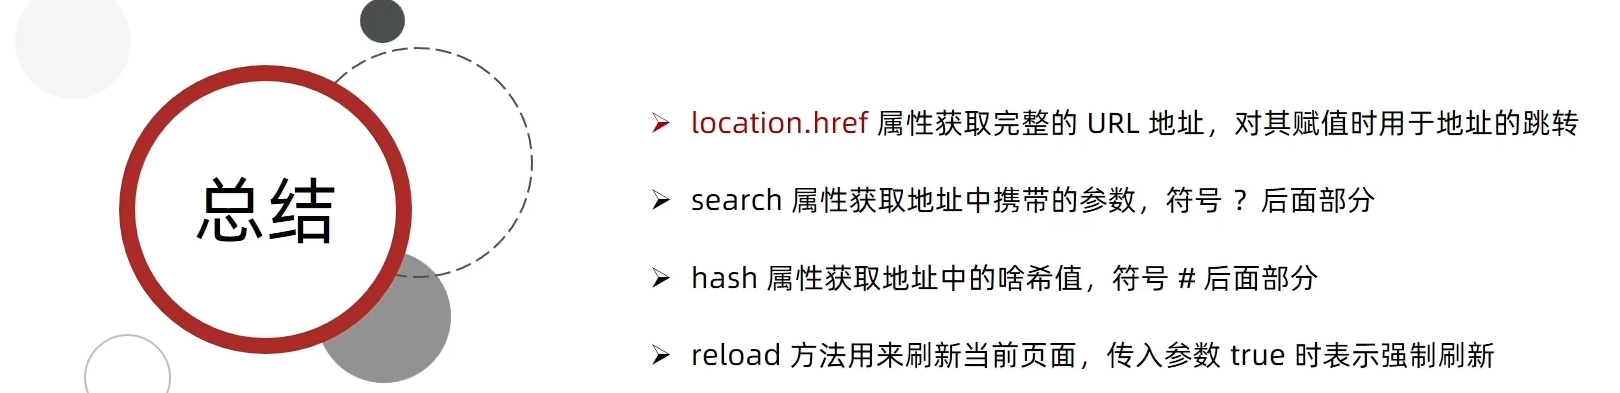 总结
location.href 属性获取完整的 URL 地址，对其赋值时用于地址的跳转
search 属性获取地址中携带的参数，符号 ？后面部分
hash 属性获取地址中的啥希值，符号 # 后面部分
reload 方法用来刷新当前页面，传入参数 true 时表示强制刷新